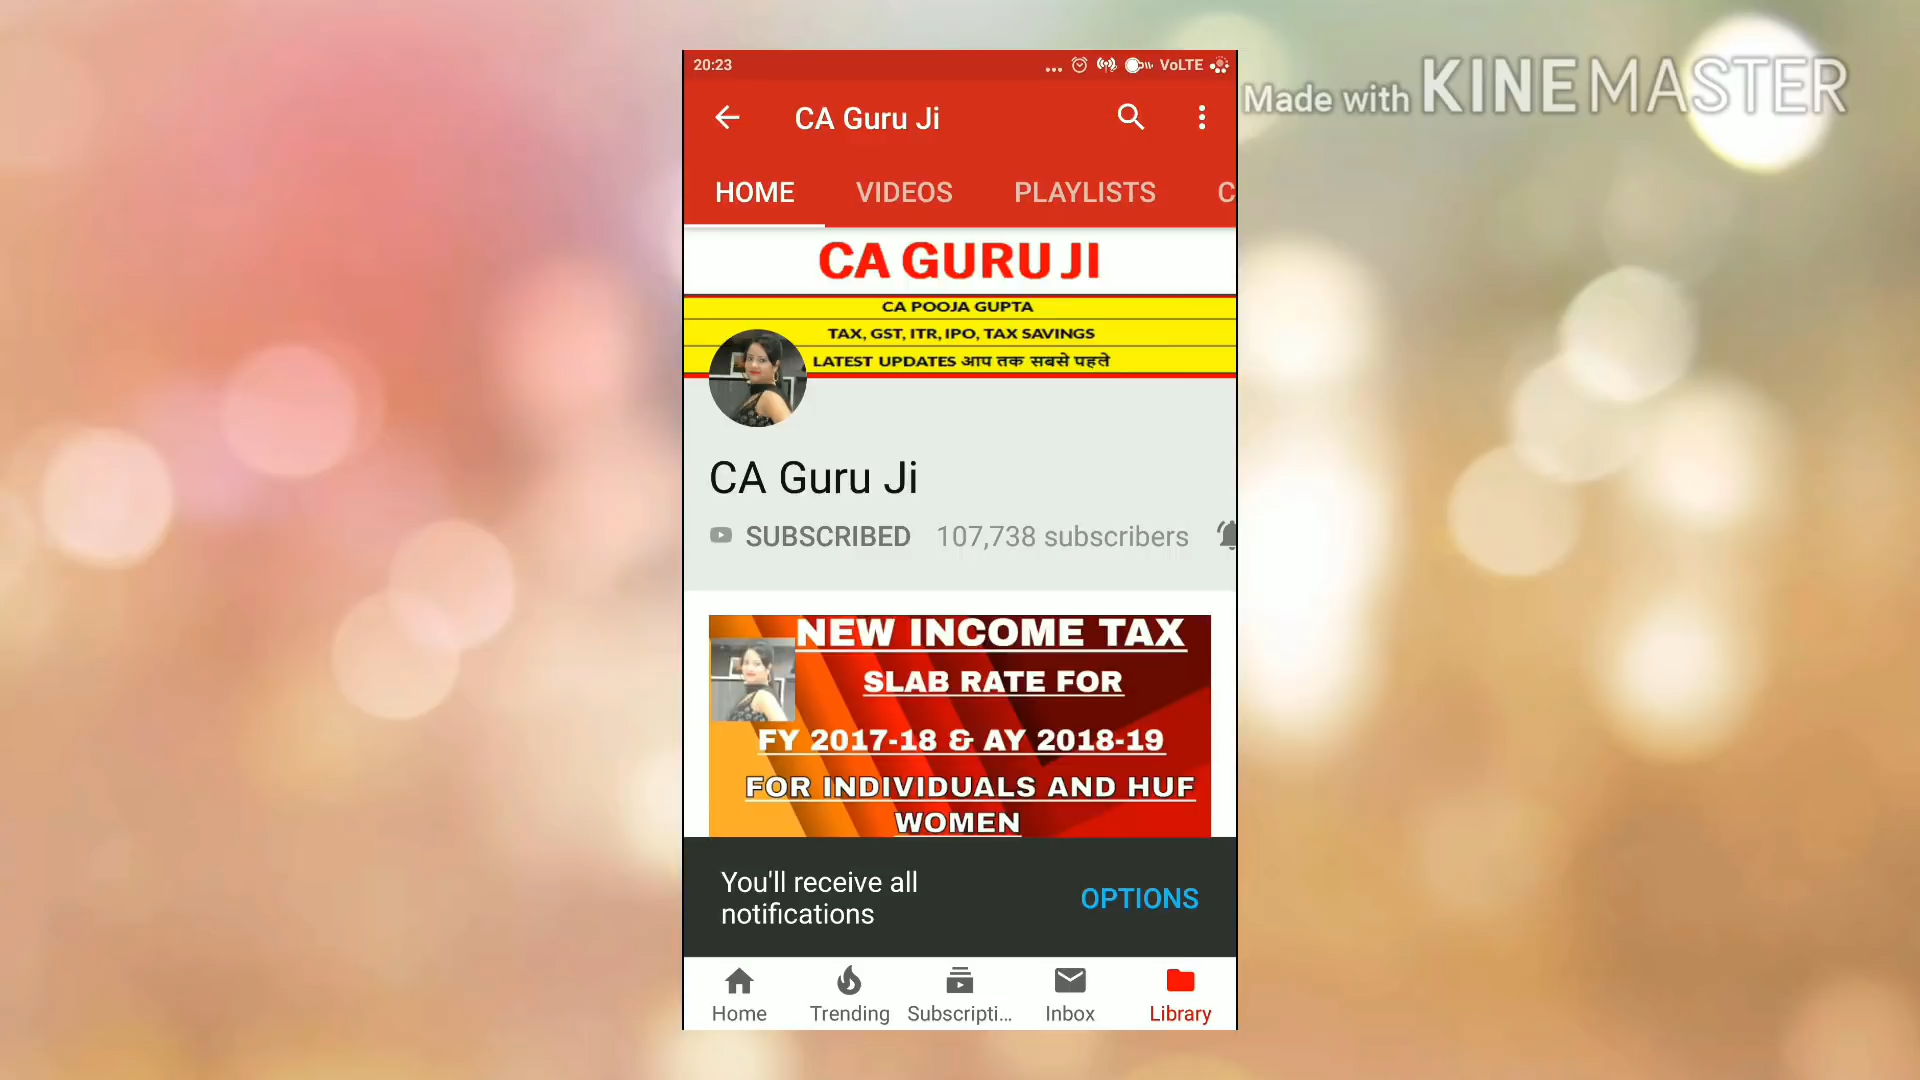 20:23
VoLTE
Made with KINEMASTER
CA Guru Ji
HOME VIDEOS PLAYLISTS C
CA GURU JI
CA POOJA GUPTA
TAX, GST, ITR, IPO, TAX SAVINGS
LATEST UPDATES आप तक सबसे पहले
CA Guru Ji
SUBSCRIBED 107,738 subscribers
NEW INCOME TAX
SLAB RATE FOR
FY 2017-18 & AY 2018-19
FOR INDIVIDUALS AND HUF
WOMEN
You'll receive all
notifications
OPTIONS
Home Trending Subscripti... Inbox Library